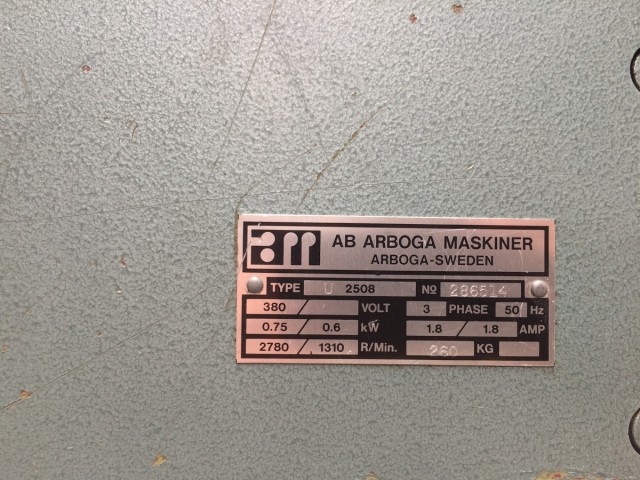 am
AB ARBOGA MASKINER
ARBOGA-SWEDEN
TYPE U 2508 No 286514
380 / VOLT 3 PHASE 50 Hz
0.75 / 0.6 kW 1.8 / 1.8 AMP
2780 / 1310 R/Min. 260 KG